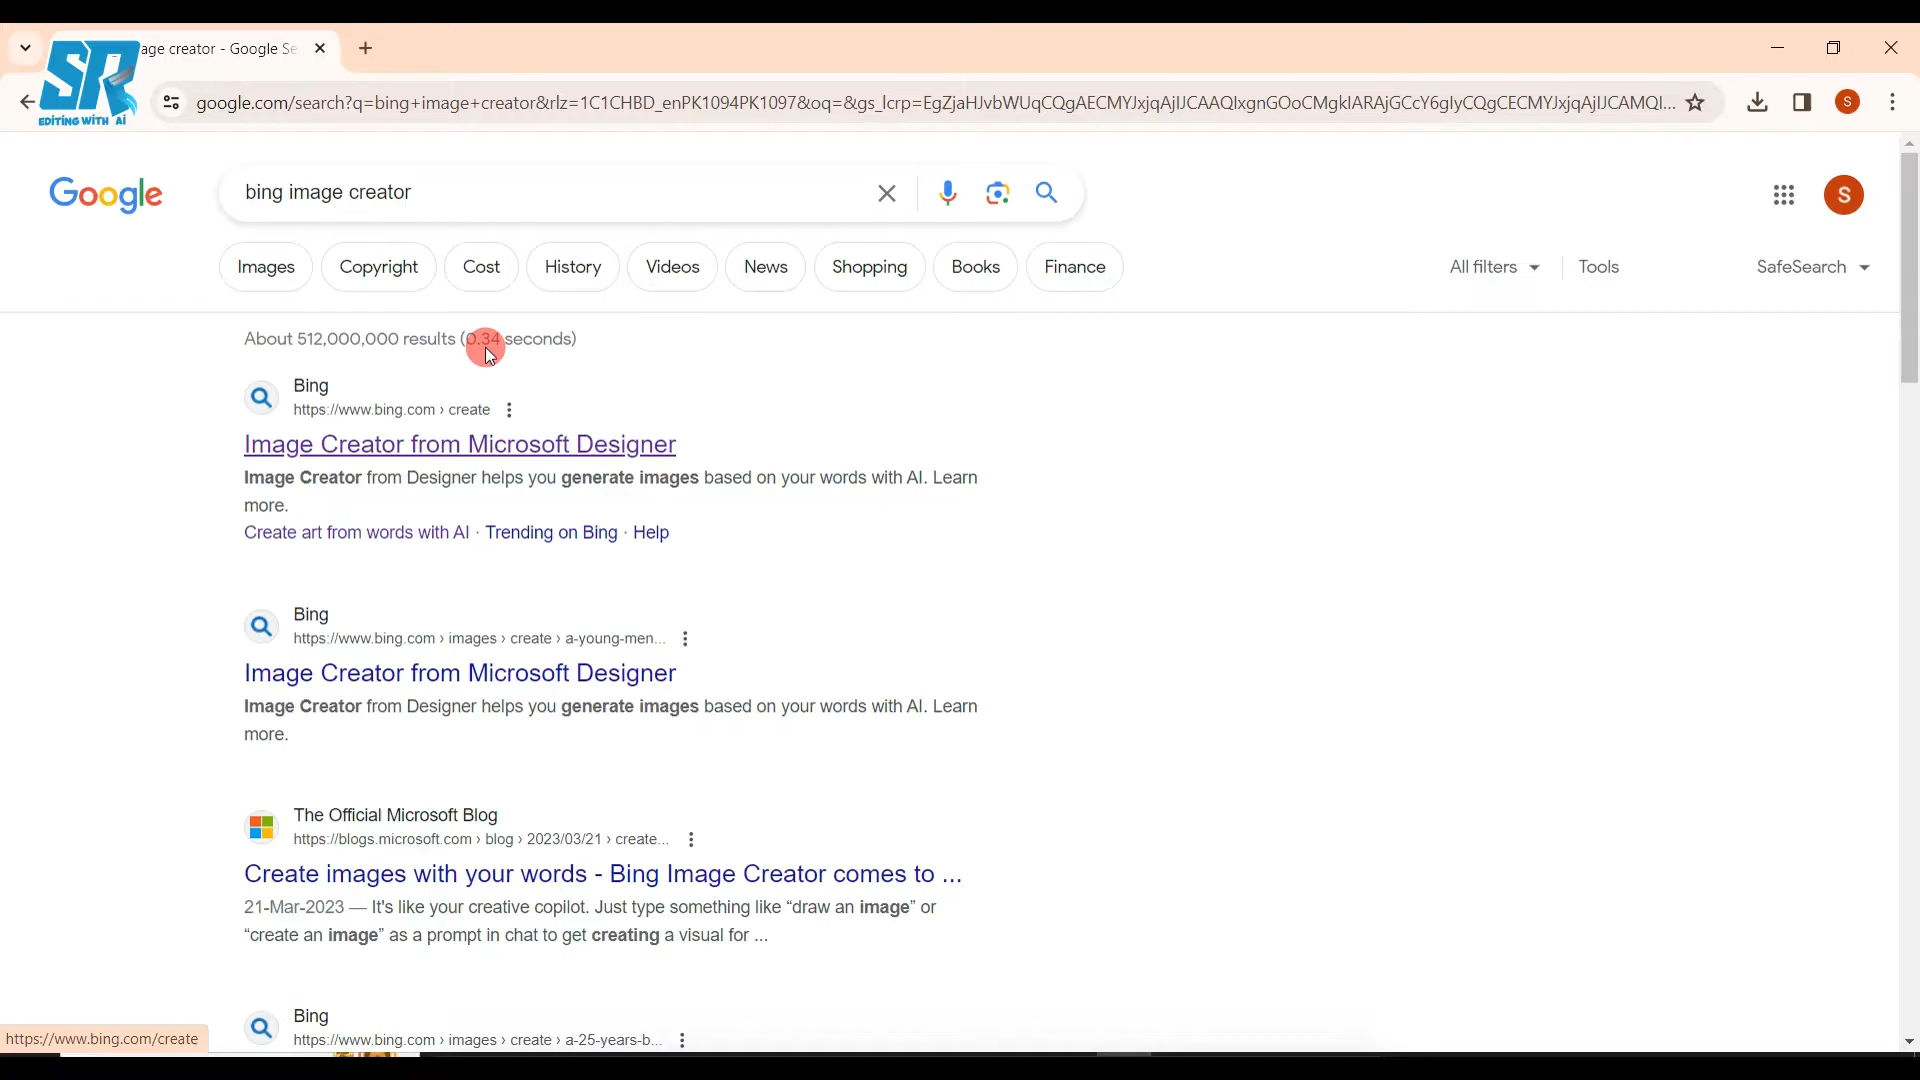 SR
EDITING WITH AI
age creator - Google Se
google.com/search?q=bing+image+creator&rlz=1C1CHBD_enPK1094PK1097&oq=&gs_lcrp=EgZjaHJvbWUqCQgAECMYJxjqAjIJCAAQIxgnGOoCMgkIARAjGCcY6gIyCQgCECMYJxjqAjIJCAMQI...
S
Google
bing image creator
S
Images
Copyright
Cost
History
Videos
News
Shopping
Books
Finance
All filters
Tools
SafeSearch
About 512,000,000 results (0.34 seconds)
Bing
https://www.bing.com › create
Image Creator from Microsoft Designer
Image Creator from Designer helps you generate images based on your words with AI. Learn
more.
Create art from words with AI · Trending on Bing · Help
Bing
https://www.bing.com › images › create › a-young-men...
Image Creator from Microsoft Designer
Image Creator from Designer helps you generate images based on your words with AI. Learn
more.
The Official Microsoft Blog
https://blogs.microsoft.com › blog › 2023/03/21 › create...
Create images with your words - Bing Image Creator comes to ...
21-Mar-2023 — It's like your creative copilot. Just type something like “draw an image” or
“create an image” as a prompt in chat to get creating a visual for ...
Bing
https://www.bing.com › images › create › a-25-years-b...
https://www.bing.com/create